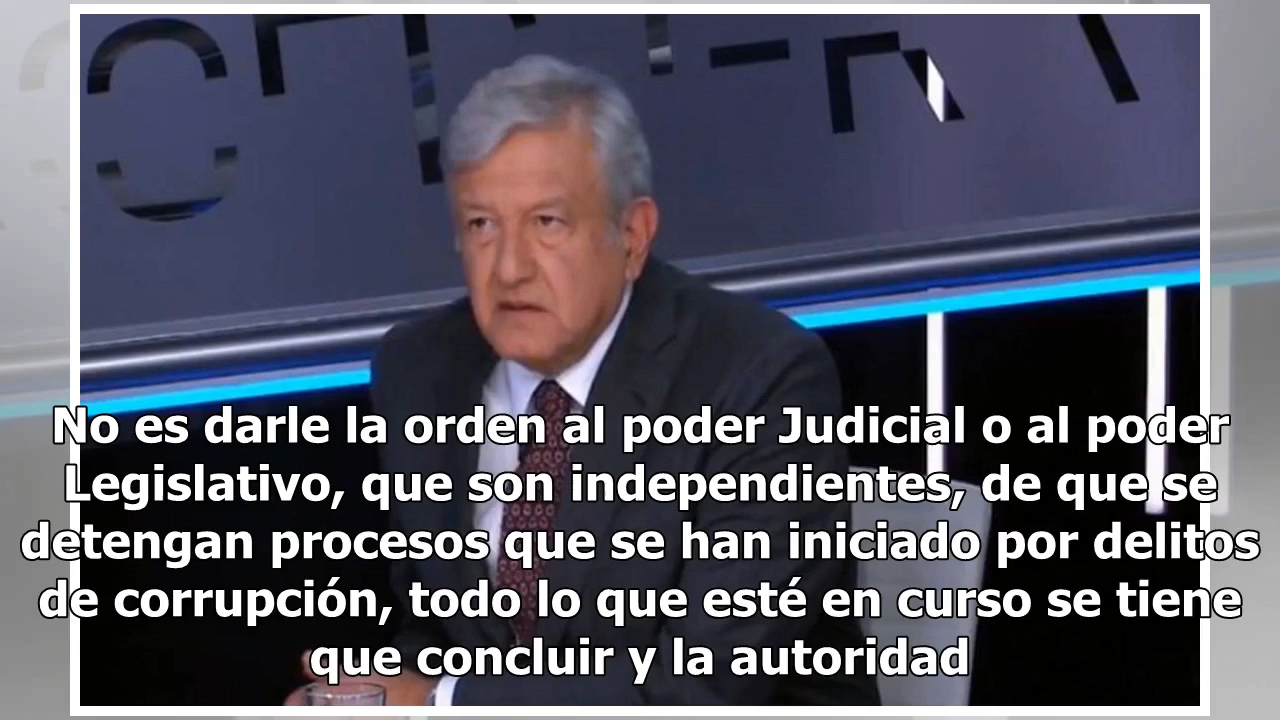 No es darle la orden al poder Judicial o al poder
Legislativo, que son independientes, de que se
detengan procesos que se han iniciado por delitos
de corrupción, todo lo que esté en curso se tiene
que concluir y la autoridad